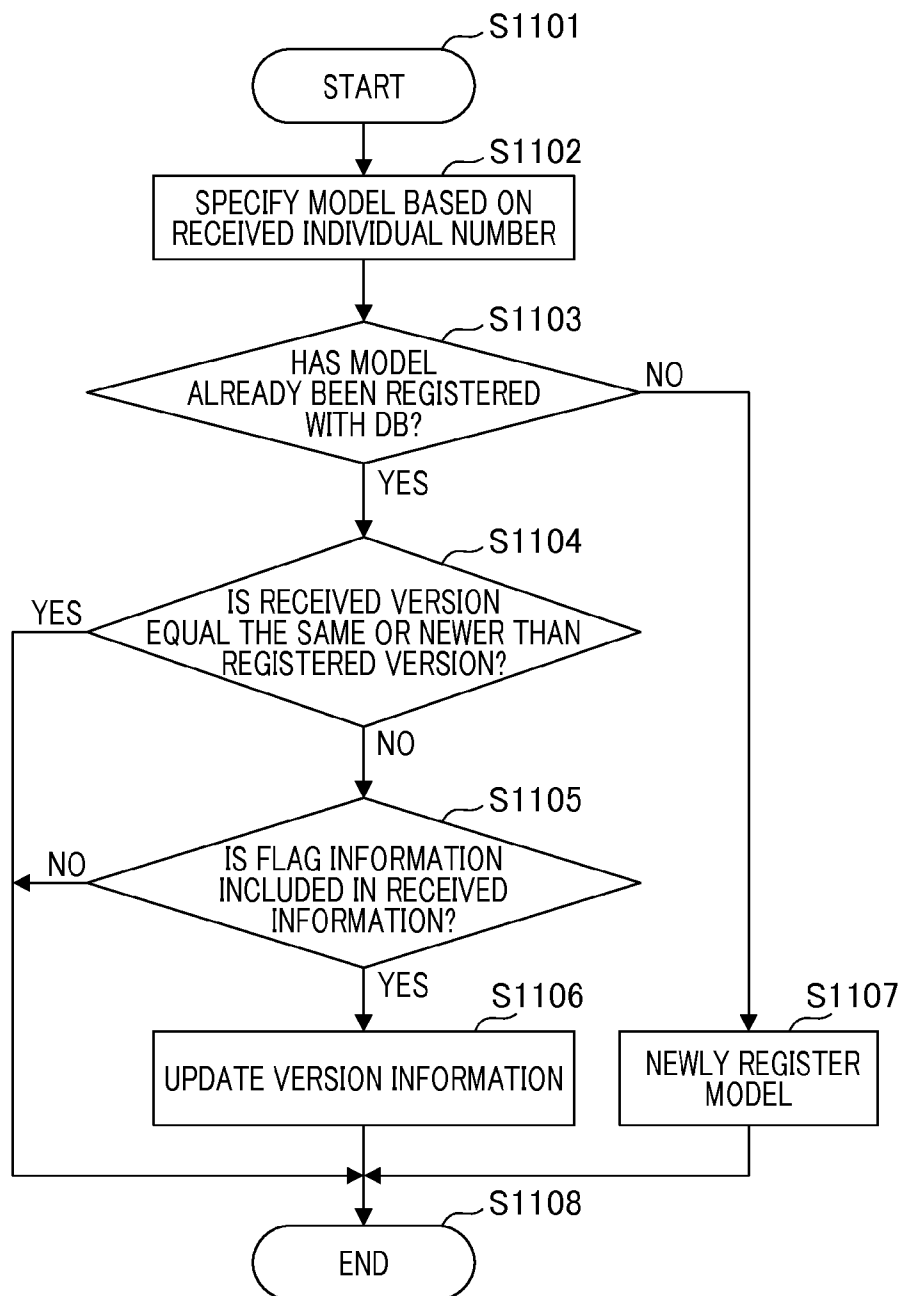 S1101
START
S1102
SPECIFY MODEL BASED ON
RECEIVED INDIVIDUAL NUMBER
S1103
HAS MODEL
ALREADY BEEN REGISTERED
WITH DB?
NO
YES
S1104
IS RECEIVED VERSION
EQUAL THE SAME OR NEWER THAN
REGISTERED VERSION?
YES
NO
S1105
IS FLAG INFORMATION
INCLUDED IN RECEIVED
INFORMATION?
NO
YES
S1106
UPDATE VERSION INFORMATION
S1107
NEWLY REGISTER
MODEL
S1108
END